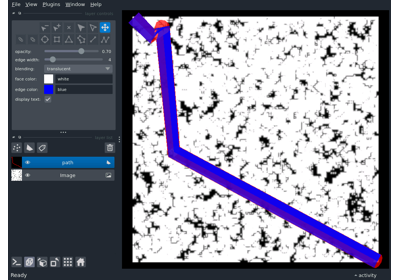 File View Plugins Window Help
opacity: 0.70
edge width: 4
blending: translucent
face color: white
edge color: blue
display text: ✓
path
Image
Ready
activity